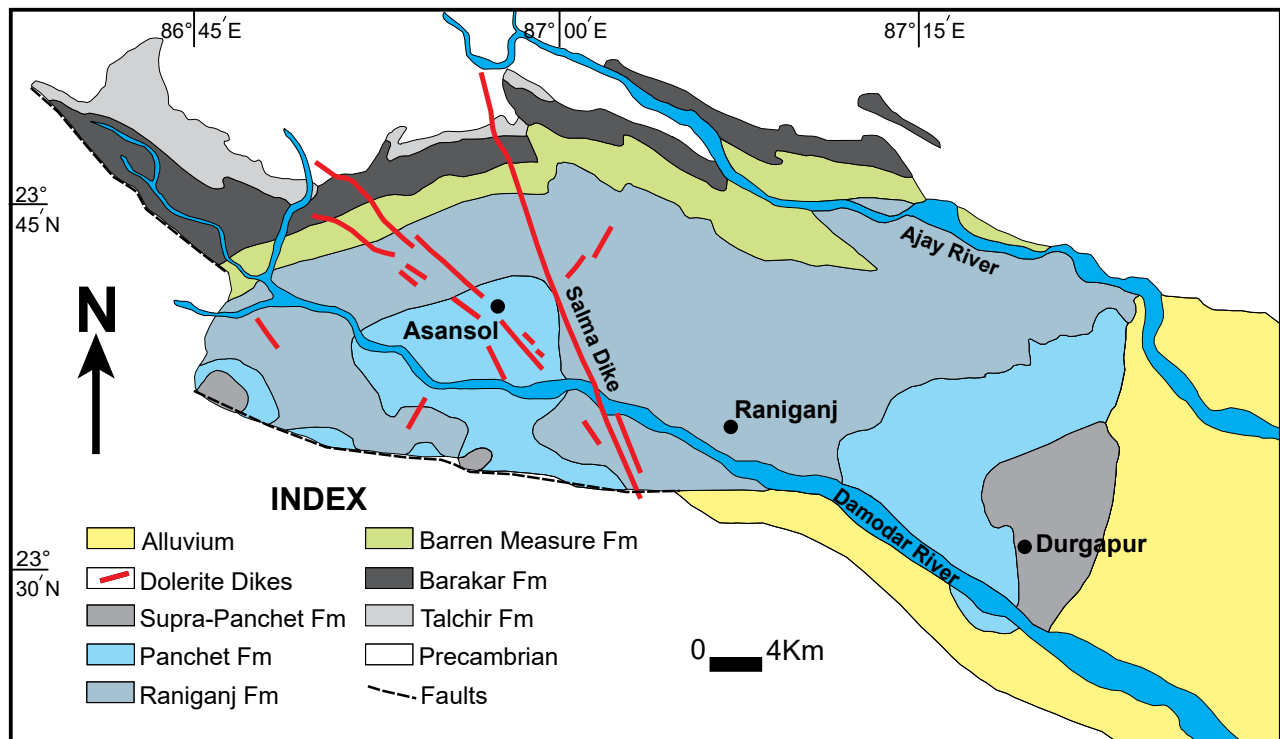 86° 45′ E
87° 00′ E
87° 15′ E
23°
45′ N
Ajay River
N
Asansol
Salma Dike
Raniganj
INDEX
Damodar River
Durgapur
Alluvium
Barren Measure Fm
23°
30′ N
Dolerite Dikes
Barakar Fm
Supra-Panchet Fm
Talchir Fm
Panchet Fm
Precambrian
0 4Km
Raniganj Fm
Faults